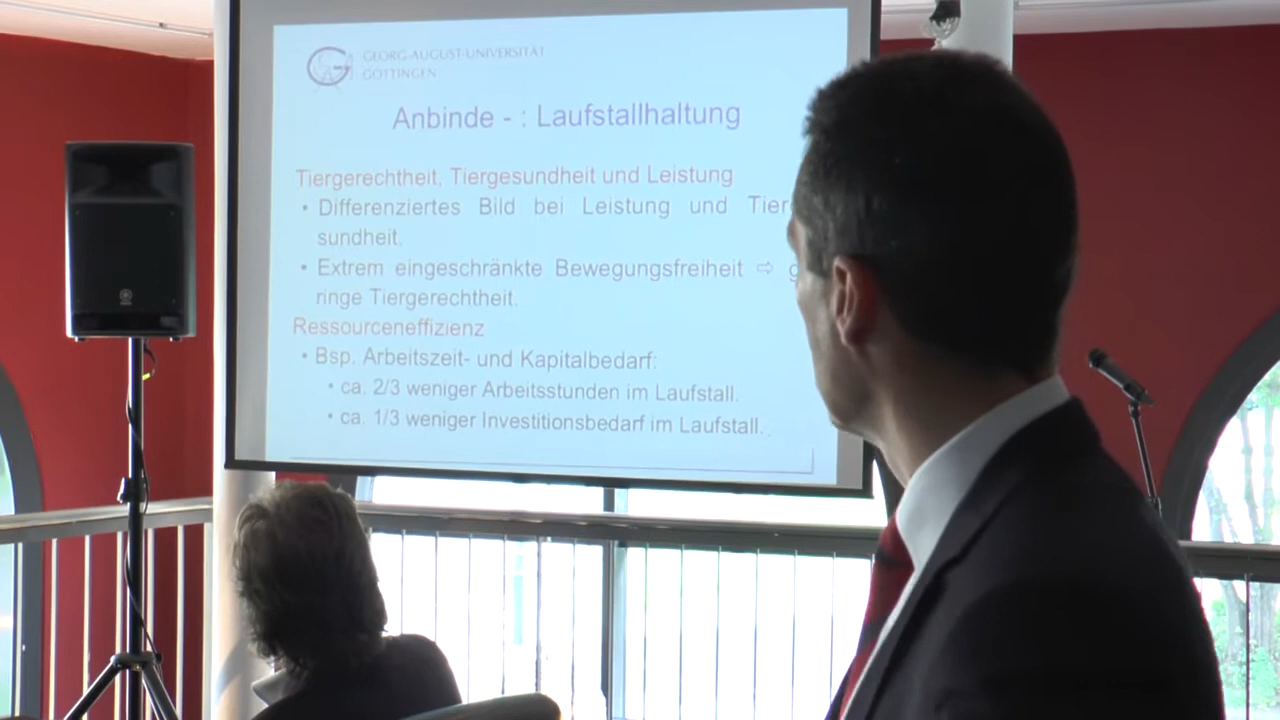 GEORG-AUGUST-UNIVERSITÄT
GÖTTINGEN
Anbinde - : Laufstallhaltung
Tiergerechtheit, Tiergesundheit und Leistung
• Differenziertes Bild bei Leistung und Tier
sundheit.
• Extrem eingeschränkte Bewegungsfreiheit ⇨ g
ringe Tiergerechtheit.
Ressourceneffizienz
• Bsp. Arbeitszeit- und Kapitalbedarf:
• ca. 2/3 weniger Arbeitsstunden im Laufstall.
• ca. 1/3 weniger Investitionsbedarf im Laufstall.